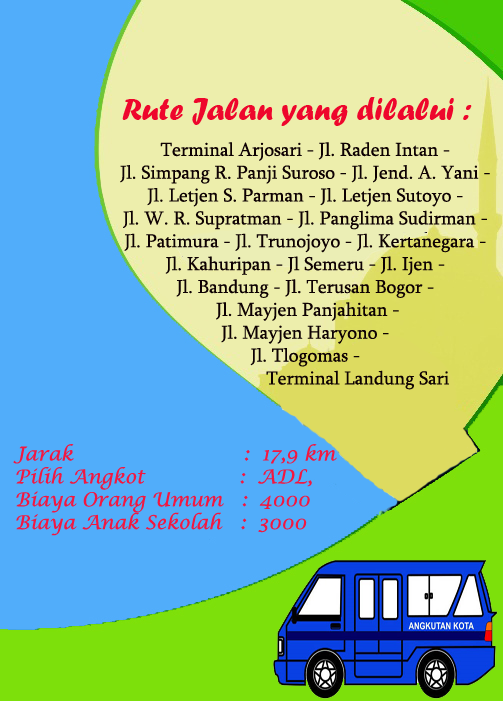 Rute Jalan yang dilalui :
Terminal Arjosari - Jl. Raden Intan -
Jl. Simpang R. Panji Suroso - Jl. Jend. A. Yani -
Jl. Letjen S. Parman - Jl. Letjen Sutoyo -
Jl. W. R. Supratman - Jl. Panglima Sudirman -
Jl. Patimura - Jl. Trunojoyo - Jl. Kertanegara -
Jl. Kahuripan - Jl Semeru - Jl. Ijen -
Jl. Bandung - Jl. Terusan Bogor -
Jl. Mayjen Panjahitan -
Jl. Mayjen Haryono -
Jl. Tlogomas -
Terminal Landung Sari
Jarak : 17,9 km
Pilih Angkot : ADL,
Biaya Orang Umum : 4000
Biaya Anak Sekolah : 3000
ANGKUTAN KOTA